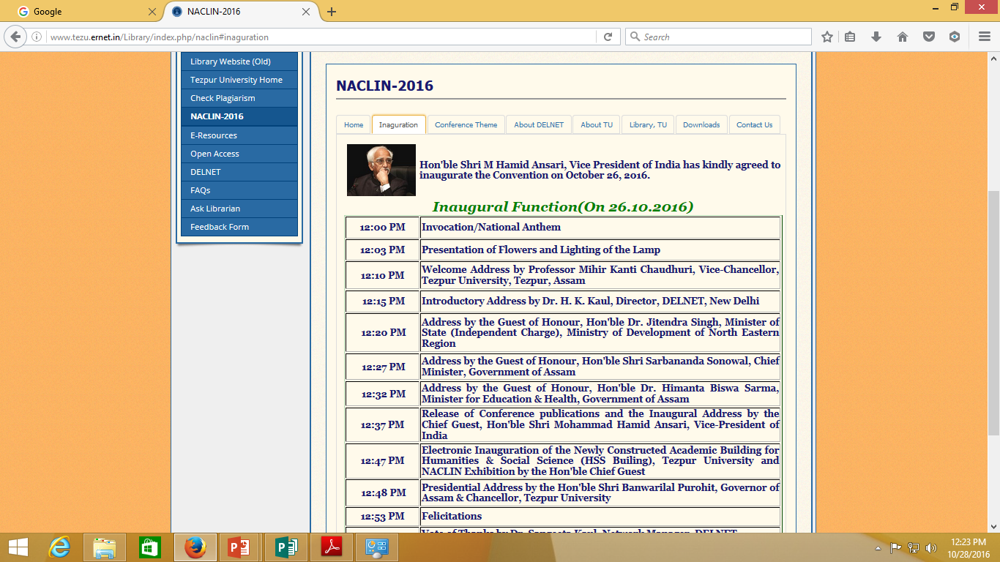 Google
NACLIN-2016
www.tezu.ernet.in/Library/index.php/naclin#inaguration
Search
Library Website (Old)
Tezpur University Home
Check Plagiarism
NACLIN-2016
E-Resources
Open Access
DELNET
FAQs
Ask Librarian
Feedback Form
NACLIN-2016
Home Inaguration Conference Theme About DELNET About TU Library, TU Downloads Contact Us
Hon'ble Shri M Hamid Ansari, Vice President of India has kindly agreed to
inaugurate the Convention on October 26, 2016.
Inaugural Function(On 26.10.2016)
12:00 PM Invocation/National Anthem
12:03 PM Presentation of Flowers and Lighting of the Lamp
12:10 PM Welcome Address by Professor Mihir Kanti Chaudhuri, Vice-Chancellor,
Tezpur University, Tezpur, Assam
12:15 PM Introductory Address by Dr. H. K. Kaul, Director, DELNET, New Delhi
12:20 PM Address by the Guest of Honour, Hon'ble Dr. Jitendra Singh, Minister of
State (Independent Charge), Ministry of Development of North Eastern
Region
12:27 PM Address by the Guest of Honour, Hon'ble Shri Sarbananda Sonowal, Chief
Minister, Government of Assam
12:32 PM Address by the Guest of Honour, Hon'ble Dr. Himanta Biswa Sarma,
Minister for Education & Health, Government of Assam
12:37 PM Release of Conference publications and the Inaugural Address by the
Chief Guest, Hon'ble Shri Mohammad Hamid Ansari, Vice-President of
India
12:47 PM Electronic Inauguration of the Newly Constructed Academic Building for
Humanities & Social Science (HSS Builing), Tezpur University and
NACLIN Exhibition by the Hon'ble Chief Guest
12:48 PM Presidential Address by the Hon'ble Shri Banwarilal Purohit, Governor of
Assam & Chancellor, Tezpur University
12:53 PM Felicitations
Vote of Thanks by Dr. Sangeeta Kaul, Network Manager, DELNET
12:23 PM
10/28/2016